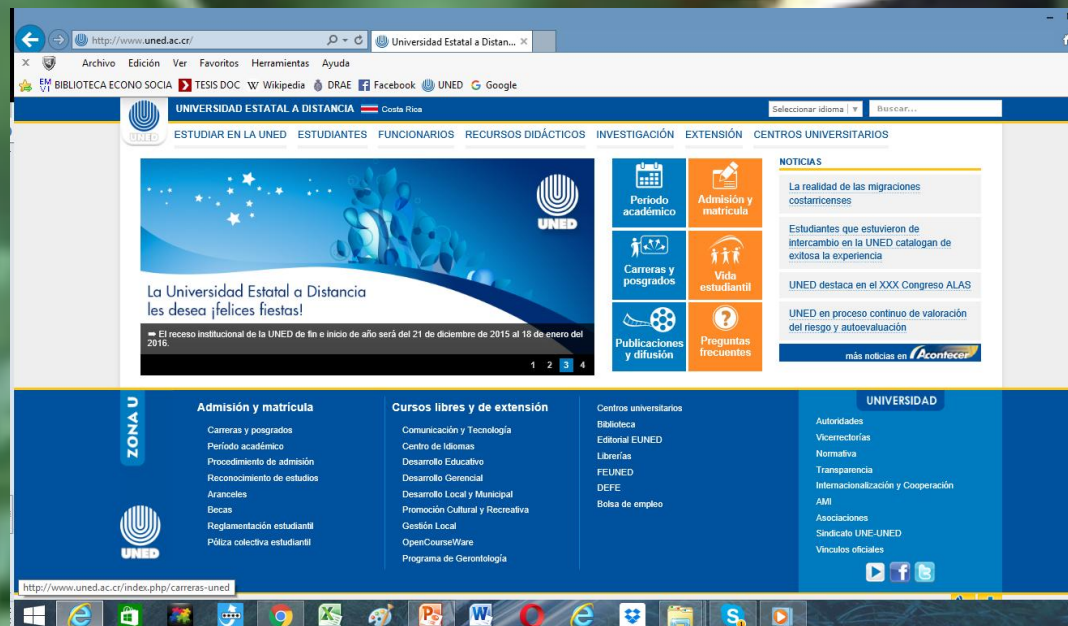 http://www.uned.ac.cr/
Universidad Estatal a Distan...
Archivo Edición Ver Favoritos Herramientas Ayuda
BIBLIOTECA ECONO SOCIA TESIS DOC W Wikipedia DRAE Facebook UNED G Google
UNIVERSIDAD ESTATAL A DISTANCIA Costa Rica
Seleccionar idioma Buscar...
UNED
ESTUDIAR EN LA UNED ESTUDIANTES FUNCIONARIOS RECURSOS DIDÁCTICOS INVESTIGACIÓN EXTENSIÓN CENTROS UNIVERSITARIOS
UNED
La Universidad Estatal a Distancia
les desea ¡felices fiestas!
➡ El receso institucional de la UNED de fin e inicio de año será del 21 de diciembre de 2015 al 18 de enero del
2016.
1 2 3 4
Período
académico
Admisión y
matrícula
Carreras y
posgrados
Vida
estudiantil
Publicaciones
y difusión
Preguntas
frecuentes
NOTICIAS
La realidad de las migraciones
costarricenses
Estudiantes que estuvieron de
intercambio en la UNED catalogan de
exitosa la experiencia
UNED destaca en el XXX Congreso ALAS
UNED en proceso continuo de valoración
del riesgo y autoevaluación
más noticias en Acontecer
ZONA U
Admisión y matrícula
Carreras y posgrados
Período académico
Procedimiento de admisión
Reconocimiento de estudios
Aranceles
Becas
Reglamentación estudiantil
Póliza colectiva estudiantil
Cursos libres y de extensión
Comunicación y Tecnología
Centro de Idiomas
Desarrollo Educativo
Desarrollo Gerencial
Desarrollo Local y Municipal
Promoción Cultural y Recreativa
Gestión Local
OpenCourseWare
Programa de Gerontología
Centros universitarios
Biblioteca
Editorial EUNED
Librerías
FEUNED
DEFE
Bolsa de empleo
UNIVERSIDAD
Autoridades
Vicerrectorías
Normativa
Transparencia
Internacionalización y Cooperación
AMI
Asociaciones
Sindicato UNE-UNED
Vínculos oficiales
UNED
http://www.uned.ac.cr/index.php/carreras-uned